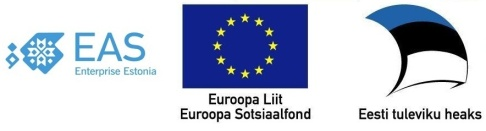 EAS
Enterprise Estonia
Euroopa Liit
Euroopa Sotsiaalfond
Eesti tuleviku heaks